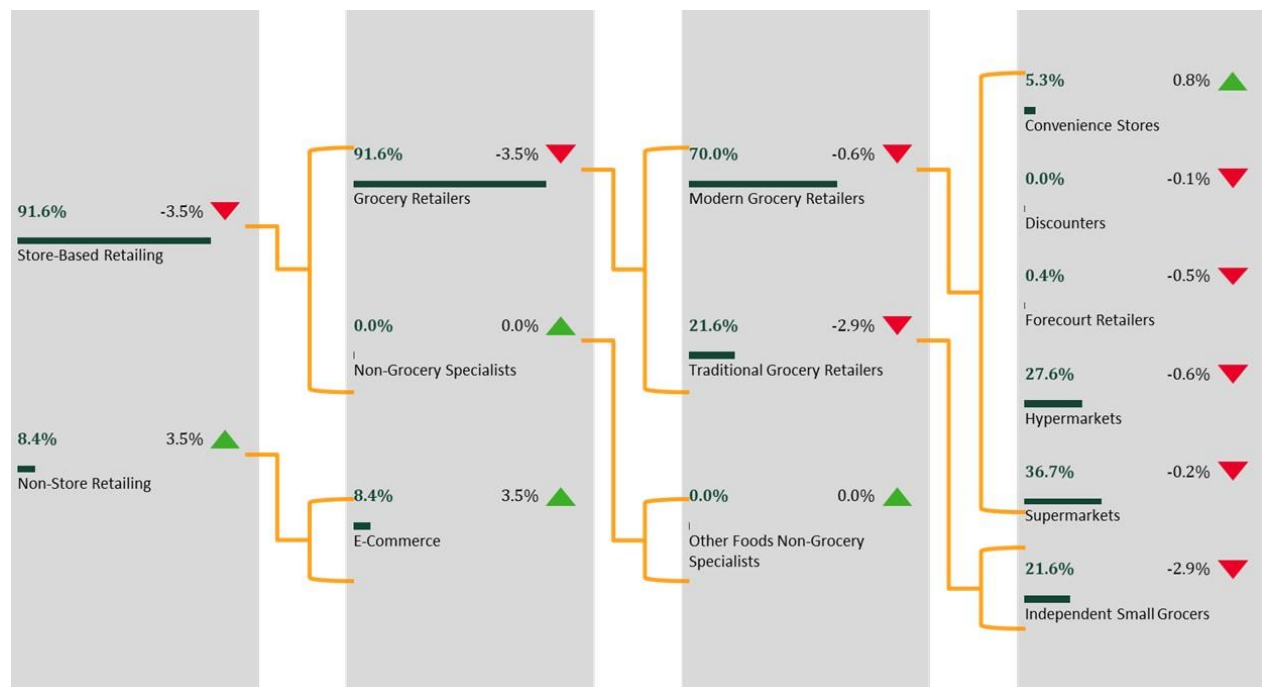 91.6% -3.5%
Store-Based Retailing
8.4% 3.5%
Non-Store Retailing
91.6% -3.5%
Grocery Retailers
0.0% 0.0%
Non-Grocery Specialists
8.4% 3.5%
E-Commerce
70.0% -0.6%
Modern Grocery Retailers
21.6% -2.9%
Traditional Grocery Retailers
0.0% 0.0%
Other Foods Non-Grocery
Specialists
5.3% 0.8%
Convenience Stores
0.0% -0.1%
Discounters
0.4% -0.5%
Forecourt Retailers
27.6% -0.6%
Hypermarkets
36.7% -0.2%
Supermarkets
21.6% -2.9%
Independent Small Grocers